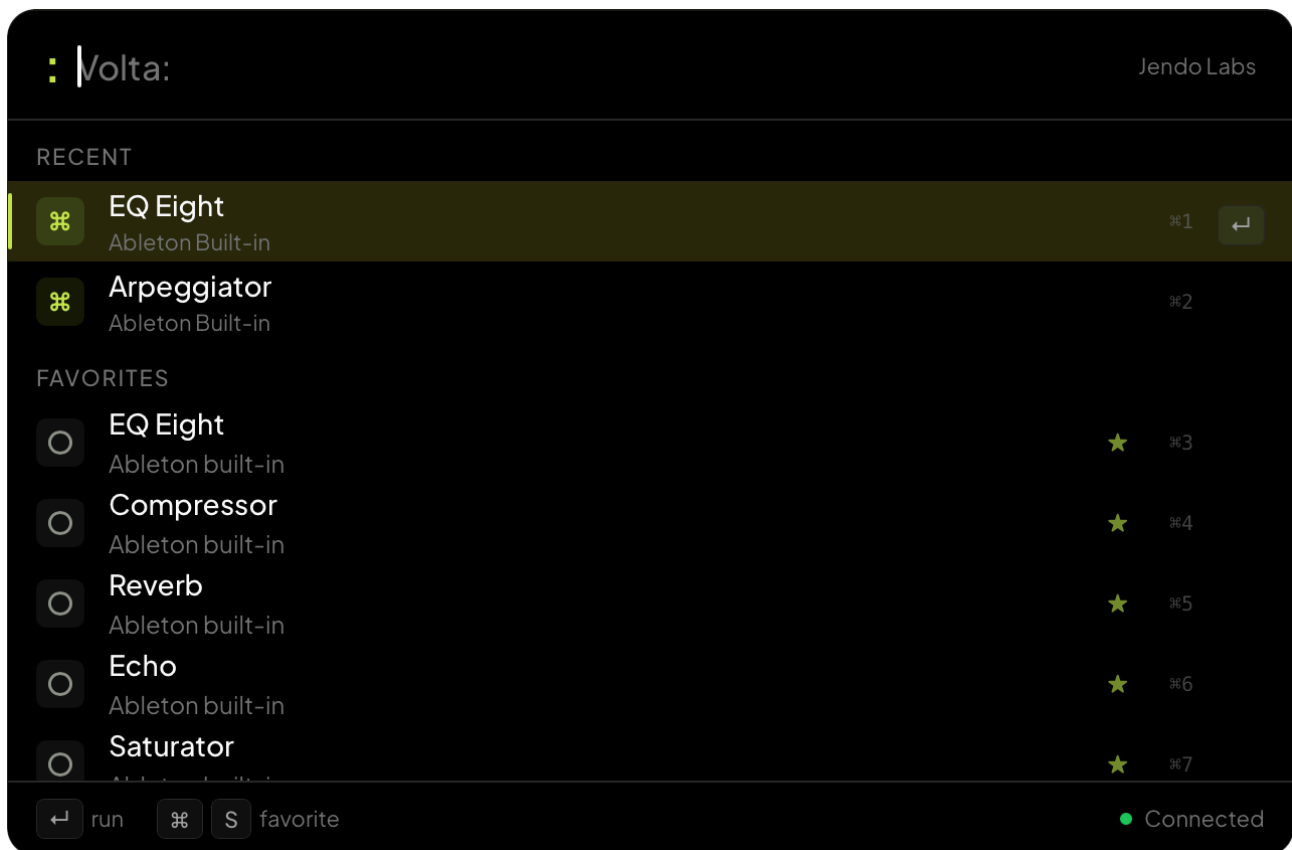 : Volta:
Jendo Labs
RECENT
⌘ EQ Eight ⌘1 ↵
Ableton Built-in
⌘ Arpeggiator ⌘2
Ableton Built-in
FAVORITES
EQ Eight ★ ⌘3
Ableton built-in
Compressor ★ ⌘4
Ableton built-in
Reverb ★ ⌘5
Ableton built-in
Echo ★ ⌘6
Ableton built-in
Saturator ★ ⌘7
↵ run ⌘ S favorite
Connected